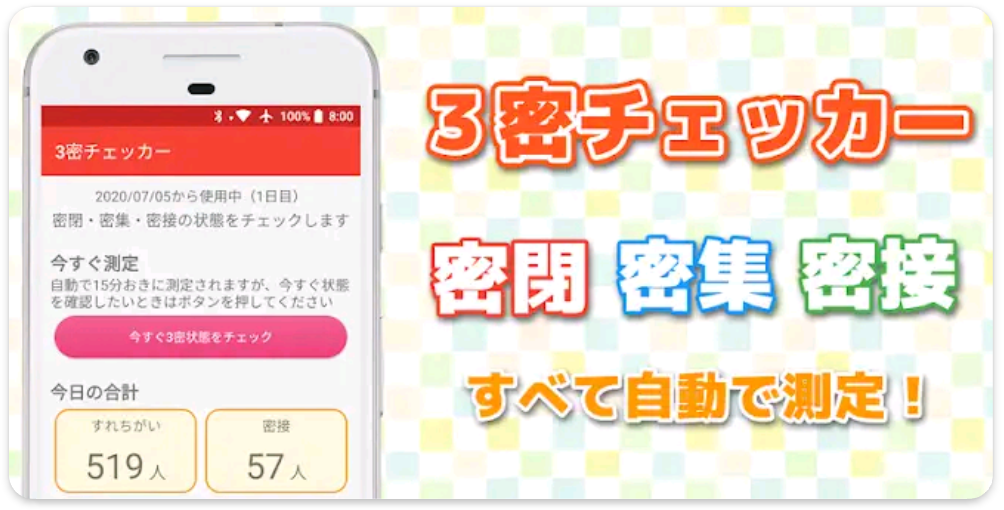 100% 8:00
3密チェッカー
2020/07/05から使用中（1日目）
密閉・密集・密接の状態をチェックします
今すぐ測定
自動で15分おきに測定されますが、今すぐ状態
を確認したいときはボタンを押してください
今すぐ3密状態をチェック
今日の合計
すれちがい 密接
519人 57人
３密チェッカー
密閉 密集 密接
すべて自動で測定！